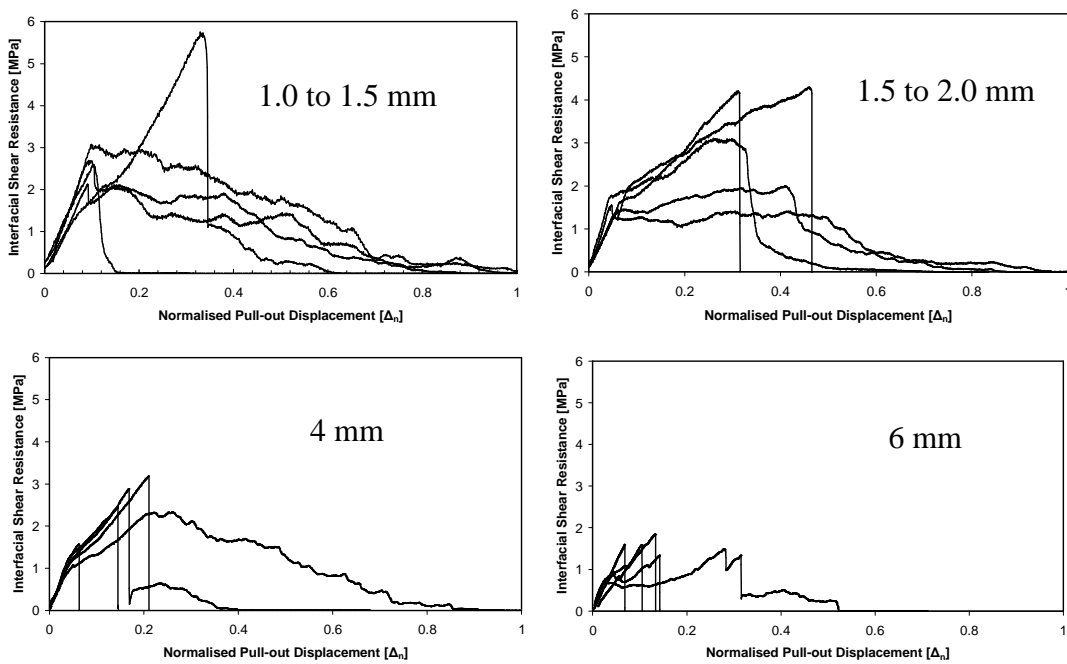 Interfacial Shear Resistance [MPa]
6
5
4
3
2
1
0
1.0 to 1.5 mm
0 0.2 0.4 0.6 0.8 1
Normalised Pull-out Displacement [Δn]
Interfacial Shear Resistance [MPa]
6
5
4
3
2
1
0
1.5 to 2.0 mm
0 0.2 0.4 0.6 0.8 1
Normalised Pull-out Displacement [Δn]
Interfacial Shear Resistance [MPa]
6
5
4
3
2
1
0
4 mm
0 0.2 0.4 0.6 0.8 1
Normalised Pull-out Displacement [Δn]
Interfacial Shear Resistance [MPa]
6
5
4
3
2
1
0
6 mm
0 0.2 0.4 0.6 0.8 1
Normalised Pull-out Displacement [Δn]